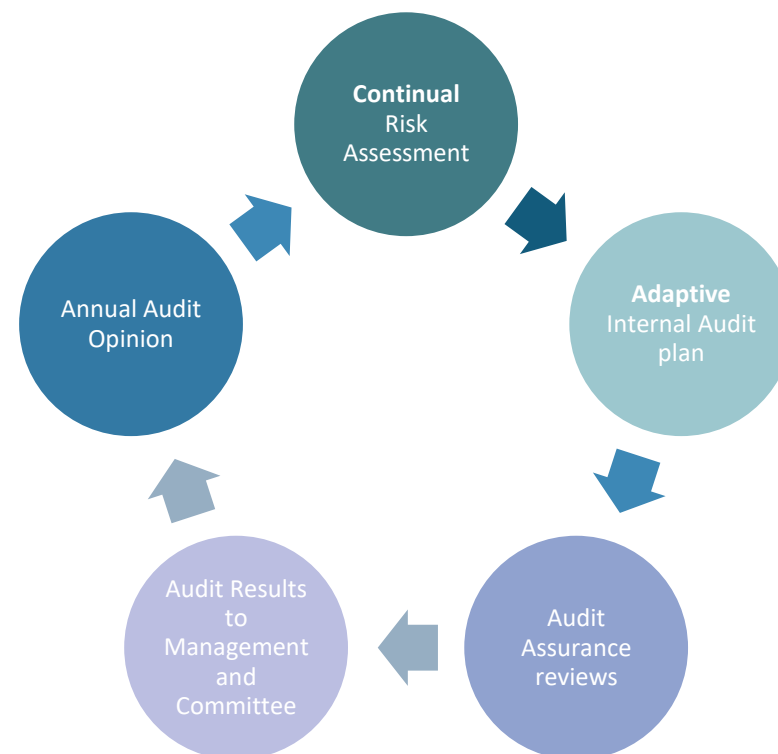 Continual
Risk
Assessment
Adaptive
Internal Audit
plan
Audit
Assurance
reviews
Audit Results
to
Management
and
Committee
Annual Audit
Opinion